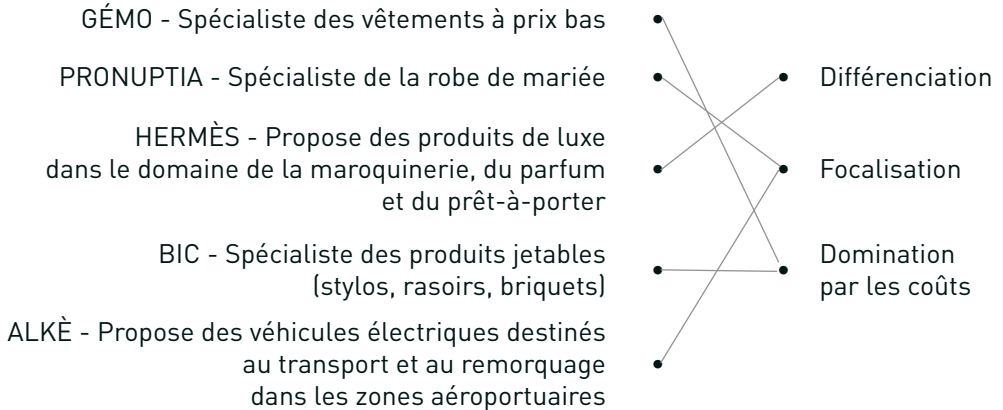 GÉMO - Spécialiste des vêtements à prix bas
PRONUPTIA - Spécialiste de la robe de mariée
HERMÈS - Propose des produits de luxe
dans le domaine de la maroquinerie, du parfum
et du prêt-à-porter
BIC - Spécialiste des produits jetables
(stylos, rasoirs, briquets)
ALKÈ - Propose des véhicules électriques destinés
au transport et au remorquage
dans les zones aéroportuaires
Différenciation
Focalisation
Domination
par les coûts